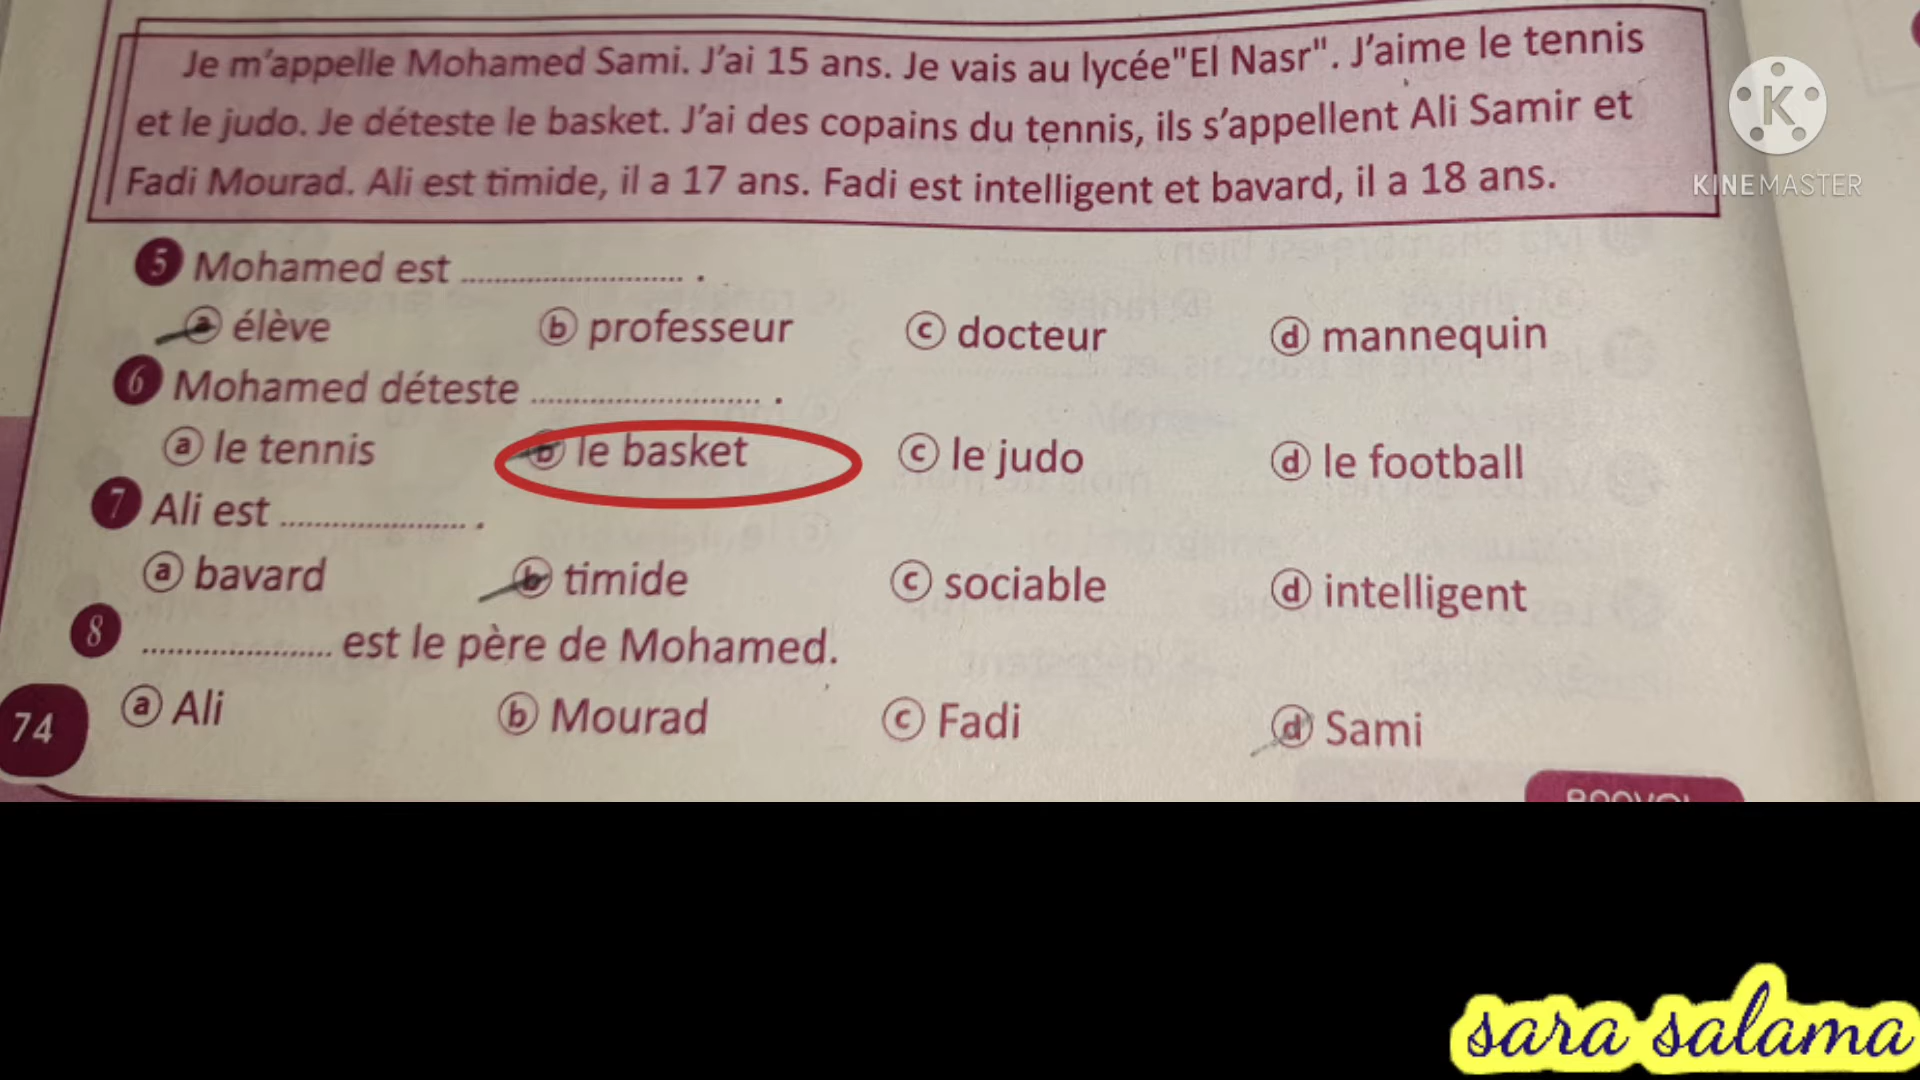 Je m'appelle Mohamed Sami. J'ai 15 ans. Je vais au lycée"El Nasr". J'aime le tennis
et le judo. Je déteste le basket. J'ai des copains du tennis, ils s'appellent Ali Samir et
Fadi Mourad. Ali est timide, il a 17 ans. Fadi est intelligent et bavard, il a 18 ans.
K
KINEMASTER
5 Mohamed est ........................ .
a élève b professeur c docteur d mannequin
6 Mohamed déteste ........................ .
a le tennis b le basket c le judo d le football
7 Ali est ........................ .
a bavard b timide c sociable d intelligent
8 ........................ est le père de Mohamed.
a Ali b Mourad c Fadi d Sami
74
sara salama